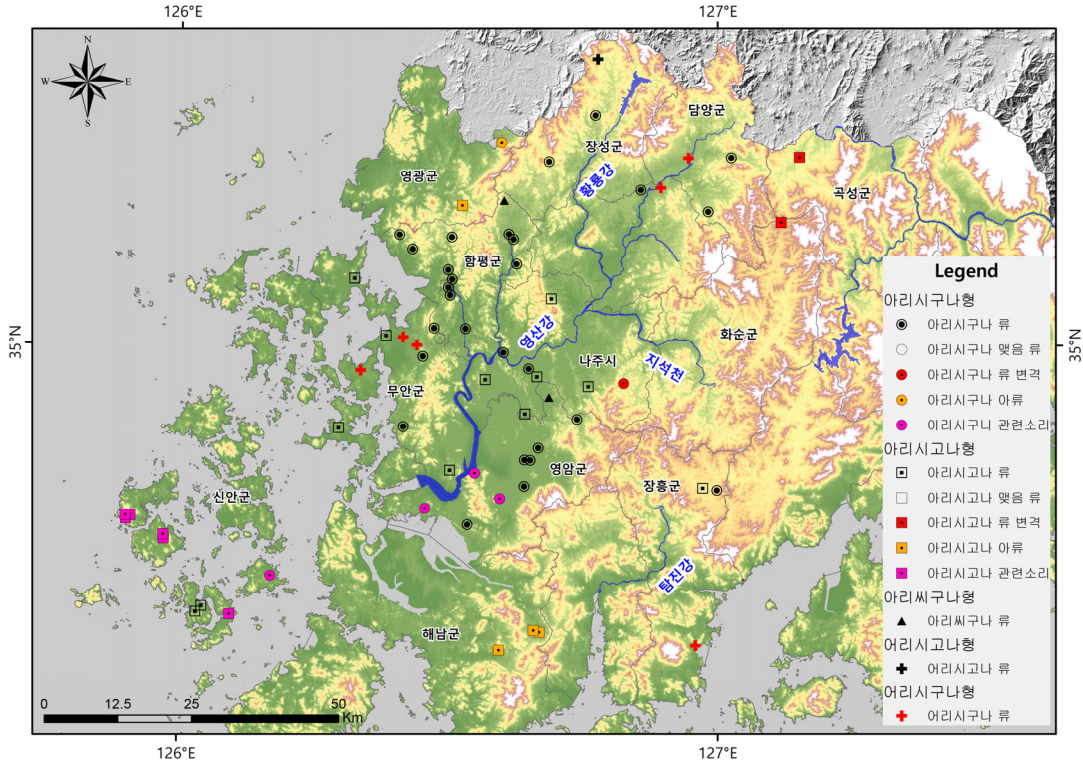 126°E
127°E
N
W
E
S
담양군
장성군
황룡강
영광군
곡성군
함평군
Legend
아리시구나형
아리시구나 류
아리시구나 맺음 류
아리시구나 류 변격
아리시구나 아류
이리시구니 관련소리
아리시고나형
아리시고나 류
아리시고나 맺음 류
아리시고나 류 변격
아리시고나 아류
아리시고나 관련소리
아리씨구나형
아리씨구나 류
어리시고나형
어리시고나 류
어리시구나형
어리시구나 류
35°N
35°N
영산강
화순군
나주시
지석천
무안군
영암군
장흥군
신안군
탐진강
해남군
0
12.5
25
50
Km
126°E
127°E